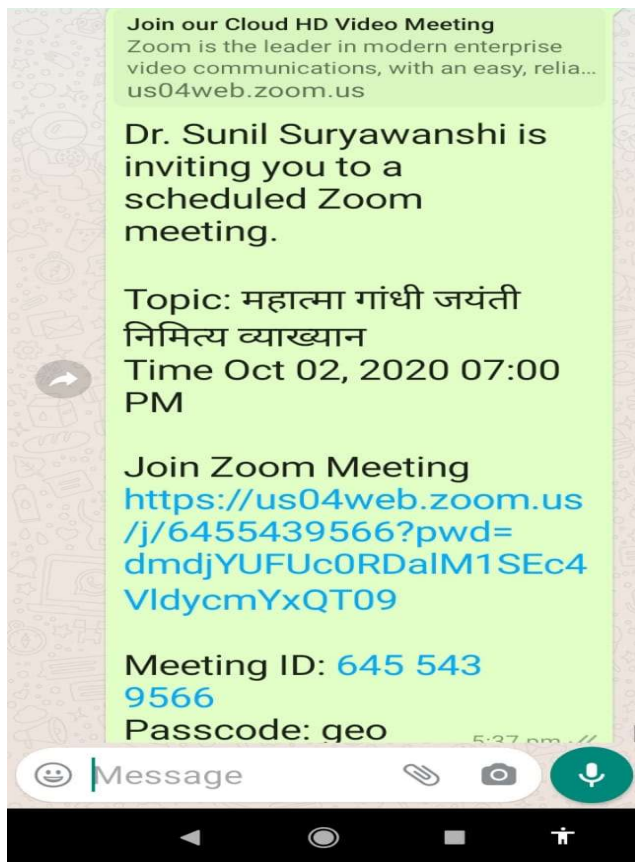 Join our Cloud HD Video Meeting
Zoom is the leader in modern enterprise
video communications, with an easy, relia...
us04web.zoom.us
Dr. Sunil Suryawanshi is
inviting you to a
scheduled Zoom
meeting.
Topic: महात्मा गांधी जयंती
निमित्य व्याख्यान
Time Oct 02, 2020 07:00
PM
Join Zoom Meeting
https://us04web.zoom.us
/j/6455439566?pwd=
dmdjYUFUc0RDalM1SEc4
VldycmYxQT09
Meeting ID: 645 543
9566
Passcode: geo
5:37 pm
Message